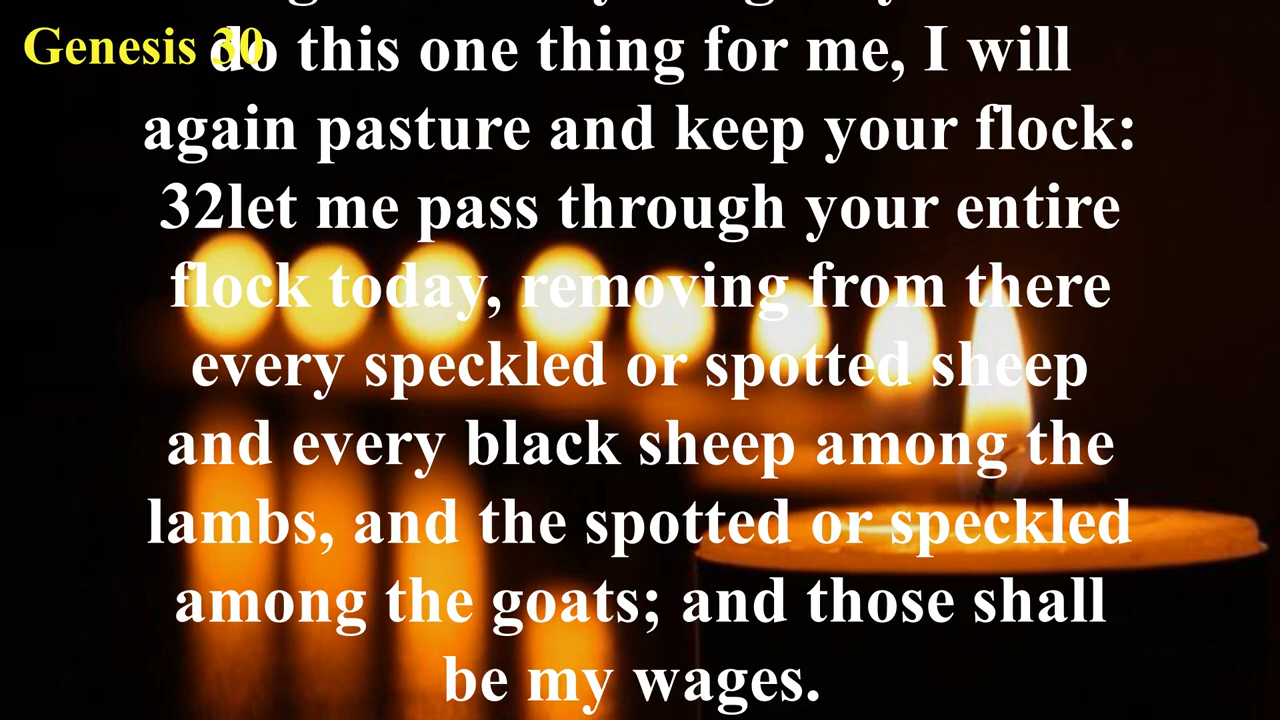 Genesis 30
do this one thing for me, I will
again pasture and keep your flock:
32let me pass through your entire
flock today, removing from there
every speckled or spotted sheep
and every black sheep among the
lambs, and the spotted or speckled
among the goats; and those shall
be my wages.